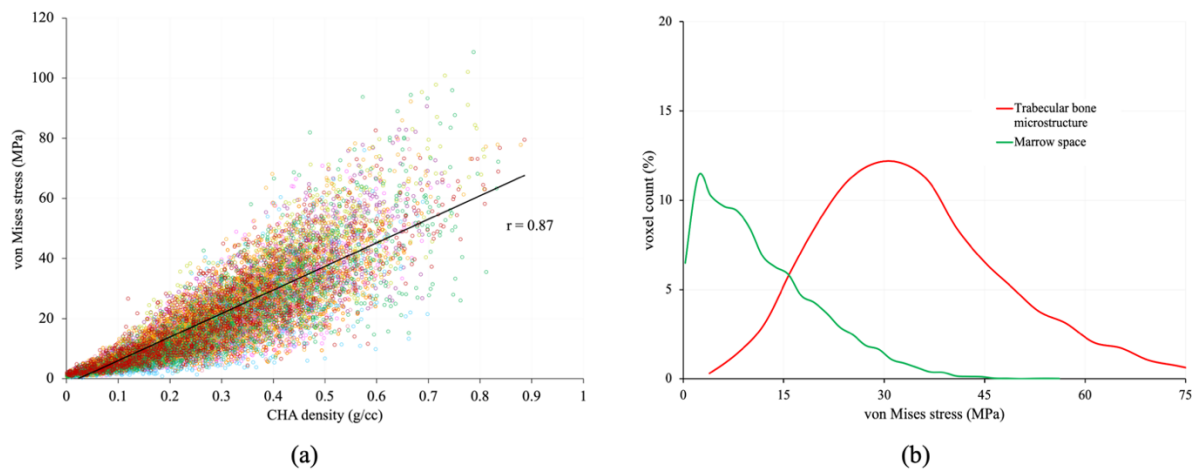 120
100
80
60
40
20
0
von Mises stress (MPa)
r = 0.87
0 0.1 0.2 0.3 0.4 0.5 0.6 0.7 0.8 0.9 1
CHA density (g/cc)
(a)
20
15
10
5
0
voxel count (%)
Trabecular bone
microstructure
Marrow space
0 15 30 45 60 75
von Mises stress (MPa)
(b)